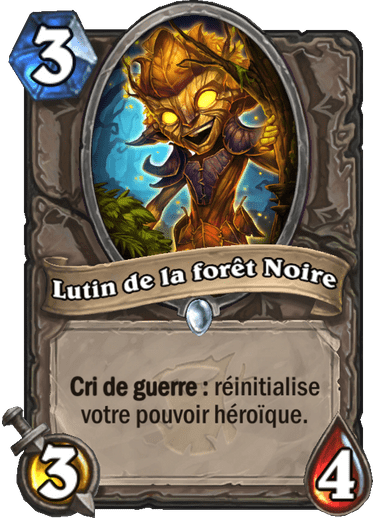 3
Lutin de la forêt Noire
Cri de guerre : réinitialise
votre pouvoir héroïque.
3
4